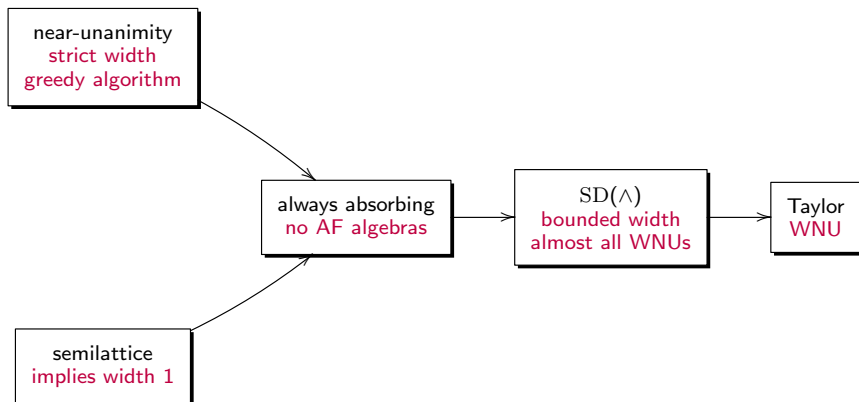 near-unanimity
strict width
greedy algorithm
always absorbing
no AF algebras
SD(∧)
bounded width
almost all WNUs
Taylor
WNU
semilattice
implies width 1